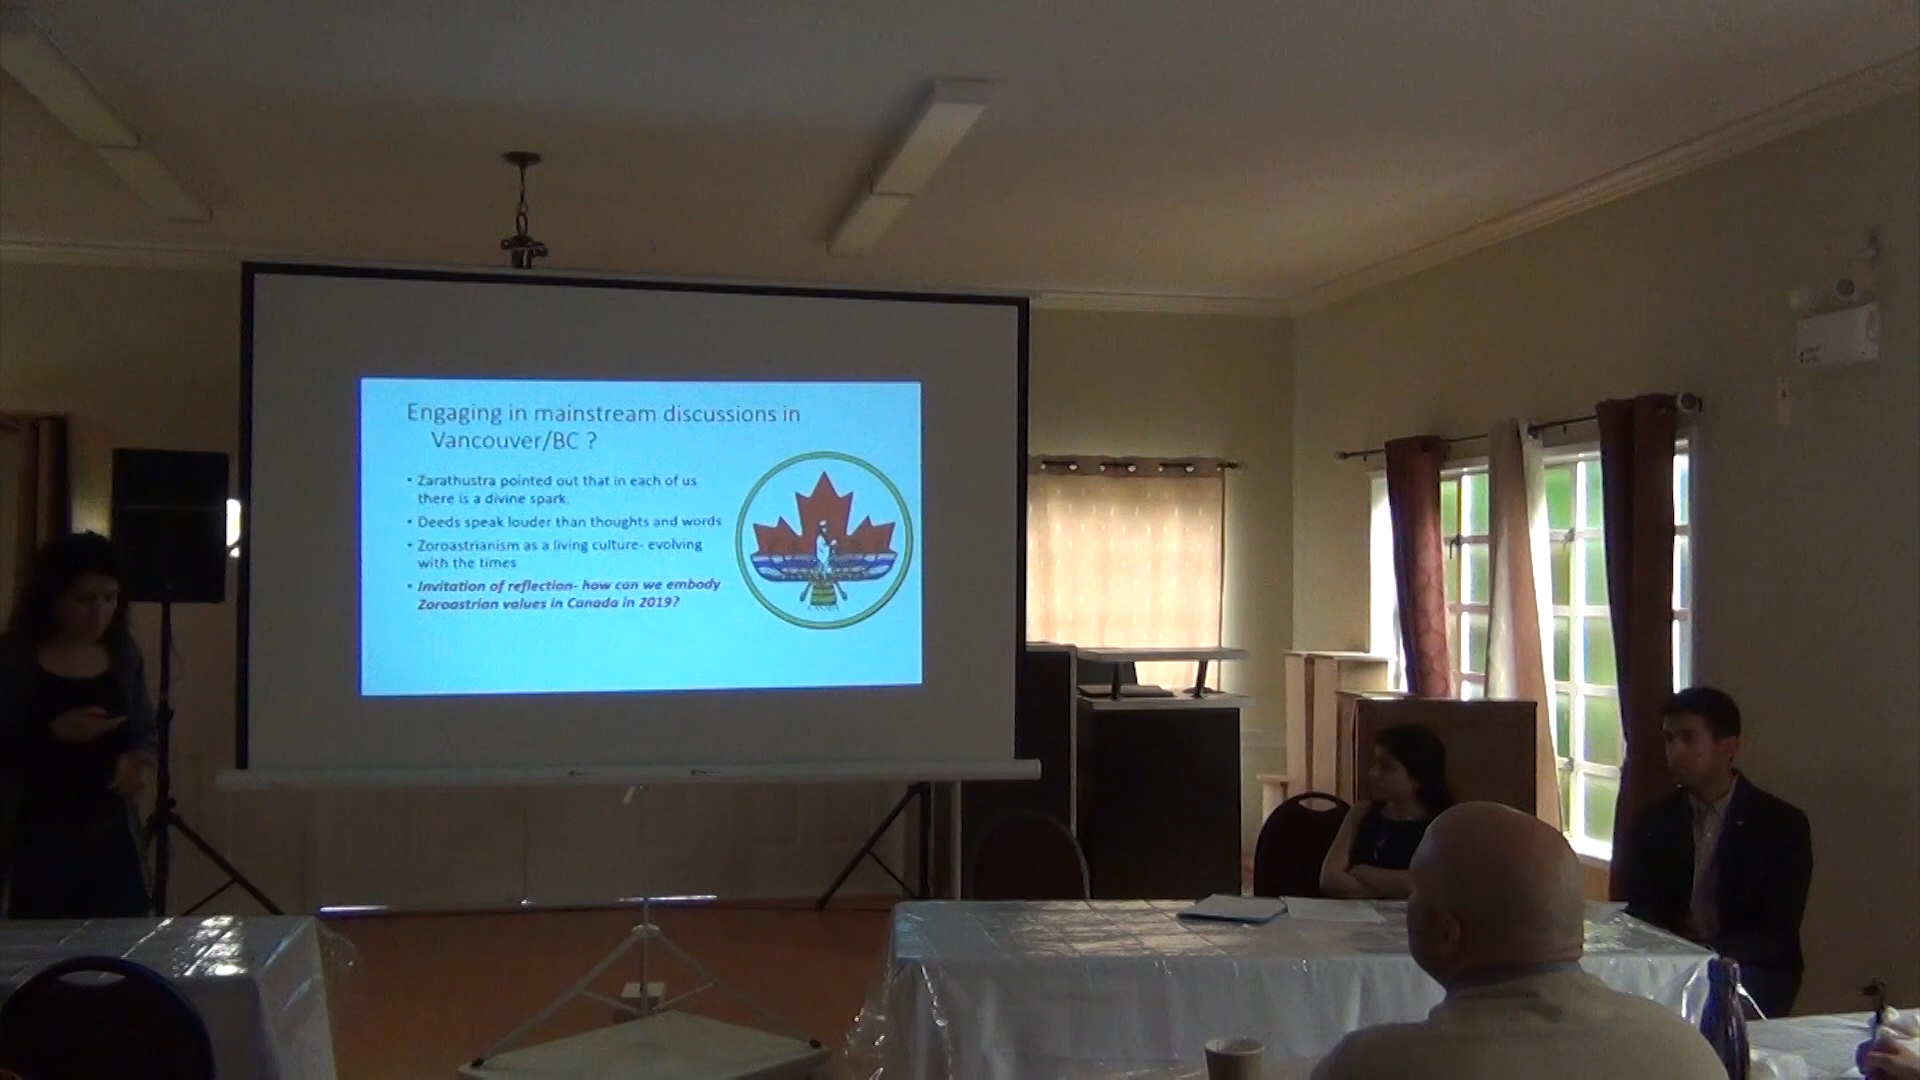 Engaging in mainstream discussions in
Vancouver/BC ?
• Zarathustra pointed out that in each of us
there is a divine spark.
• Deeds speak louder than thoughts and words
• Zoroastrianism as a living culture- evolving
with the times
• Invitation of reflection- how can we embody
Zoroastrian values in Canada in 2019?
CANADA